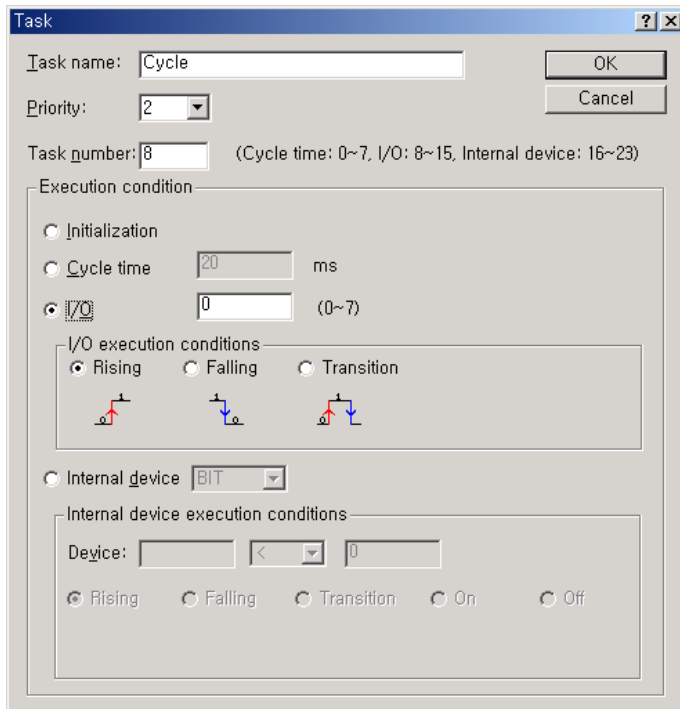 Task
Task name: Cycle OK
Priority: 2 Cancel
Task number: 8 (Cycle time: 0~7, I/O: 8~15, Internal device: 16~23)
Execution condition
Initialization
Cycle time 20 ms
I/O 0 (0~7)
I/O execution conditions
Rising Falling Transition
0 1 1 0 0 1
Internal device BIT
Internal device execution conditions
Device: < 0
Rising Falling Transition On Off